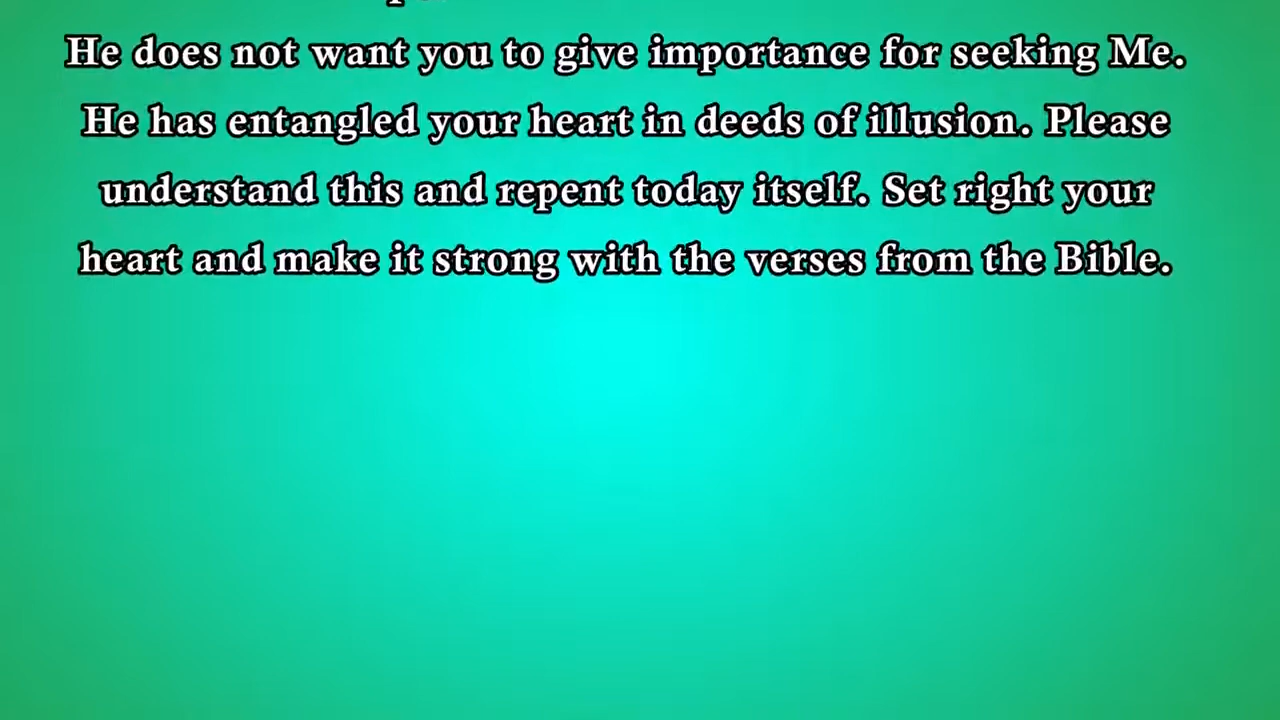 He does not want you to give importance for seeking Me.
He has entangled your heart in deeds of illusion. Please
understand this and repent today itself. Set right your
heart and make it strong with the verses from the Bible.